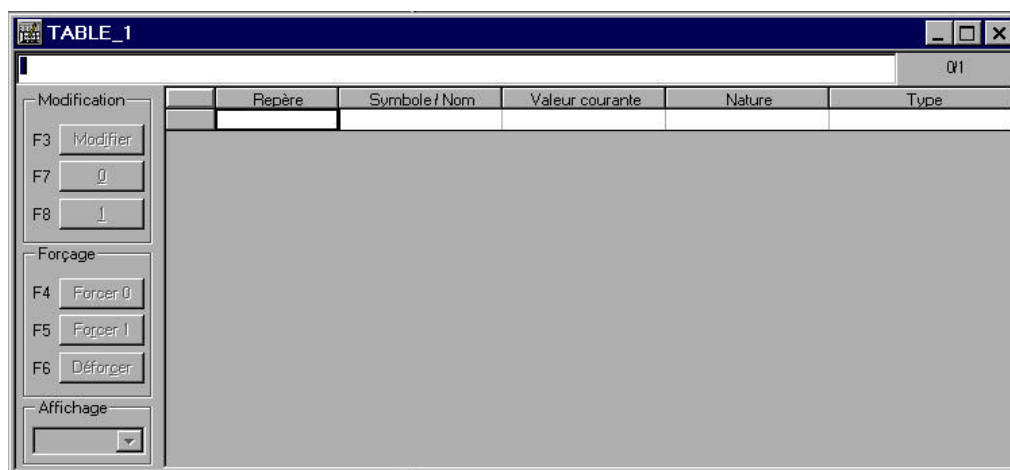 TABLE_1
0/1
Modification
Repère Symbole / Nom Valeur courante Nature Type
F3 Modifier
F7 0
F8 1
Forçage
F4 Forcer 0
F5 Forcer 1
F6 Déforcer
Affichage